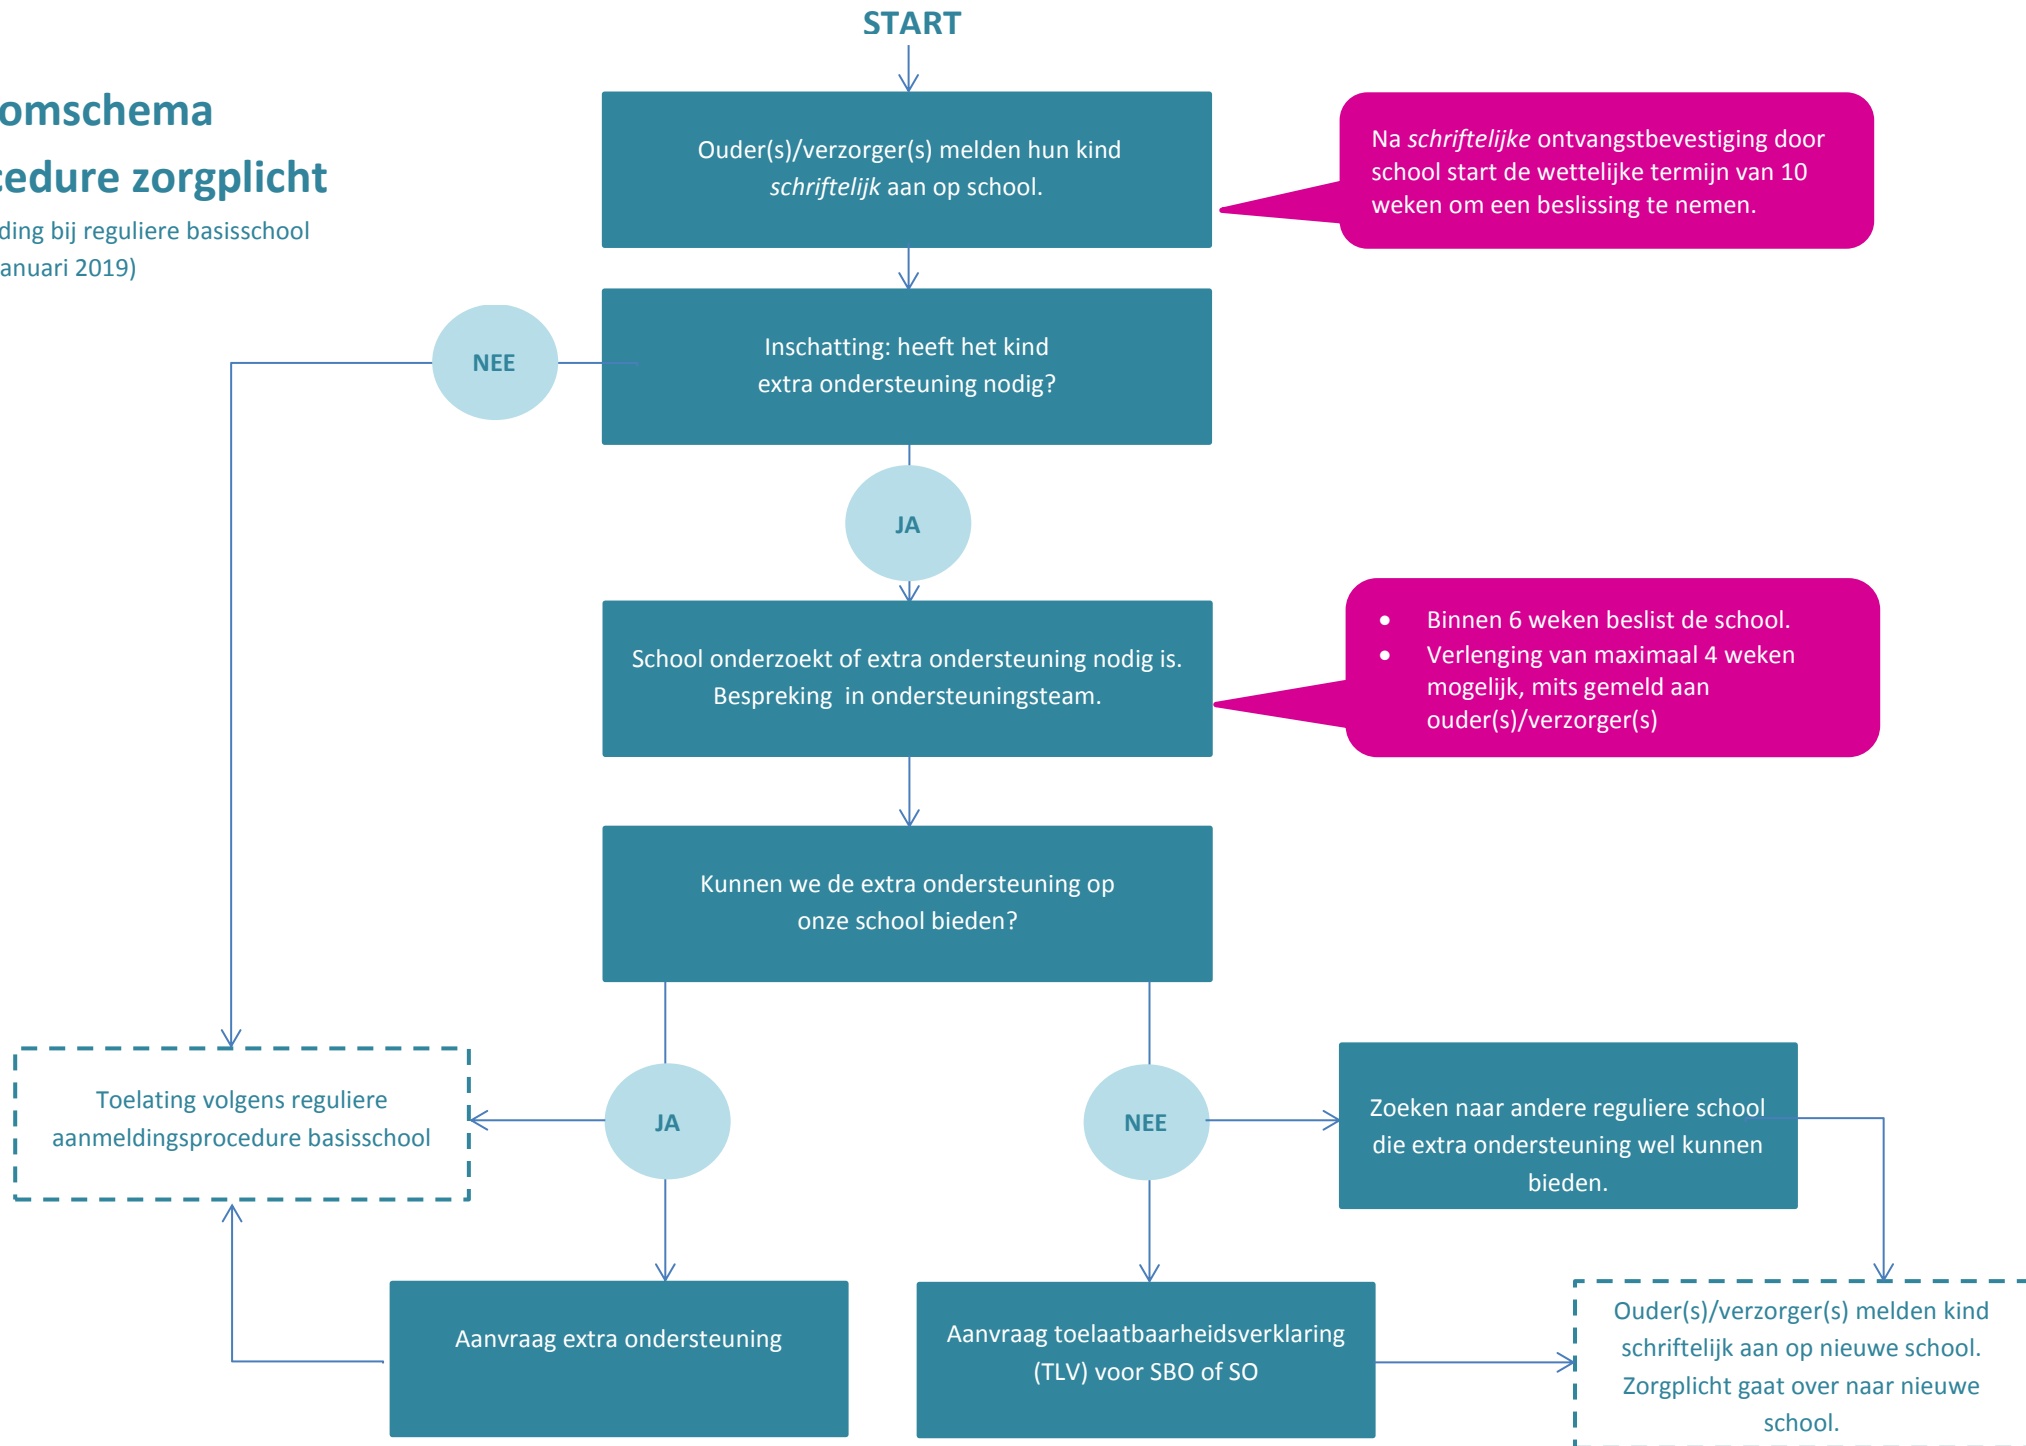 START
omschema
cedure zorgplicht
ding bij reguliere basisschool
anuari 2019)
Ouder(s)/verzorger(s) melden hun kind
schriftelijk aan op school.
Na schriftelijke ontvangstbevestiging door
school start de wettelijke termijn van 10
weken om een beslissing te nemen.
NEE
Inschatting: heeft het kind
extra ondersteuning nodig?
JA
School onderzoekt of extra ondersteuning nodig is.
Bespreking in ondersteuningsteam.
• Binnen 6 weken beslist de school.
• Verlenging van maximaal 4 weken
mogelijk, mits gemeld aan
ouder(s)/verzorger(s)
Kunnen we de extra ondersteuning op
onze school bieden?
Toelating volgens reguliere
aanmeldingsprocedure basisschool
JA
NEE
Zoeken naar andere reguliere school
die extra ondersteuning wel kunnen
bieden.
Aanvraag extra ondersteuning
Aanvraag toelaatbaarheidsverklaring
(TLV) voor SBO of SO
Ouder(s)/verzorger(s) melden kind
schriftelijk aan op nieuwe school.
Zorgplicht gaat over naar nieuwe
school.